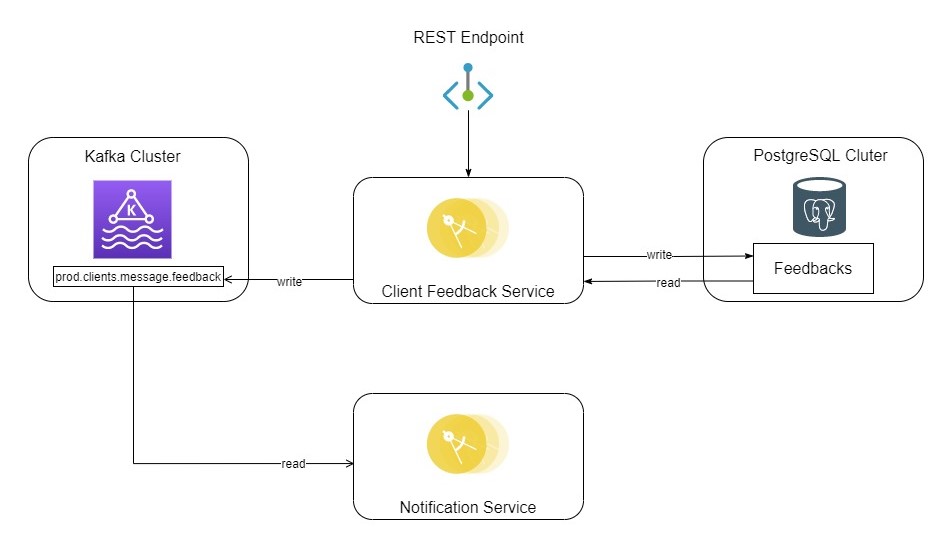 REST Endpoint
Kafka Cluster
K
prod.clients.message.feedback
write
Client Feedback Service
write
read
PostgreSQL Cluter
Feedbacks
read
Notification Service